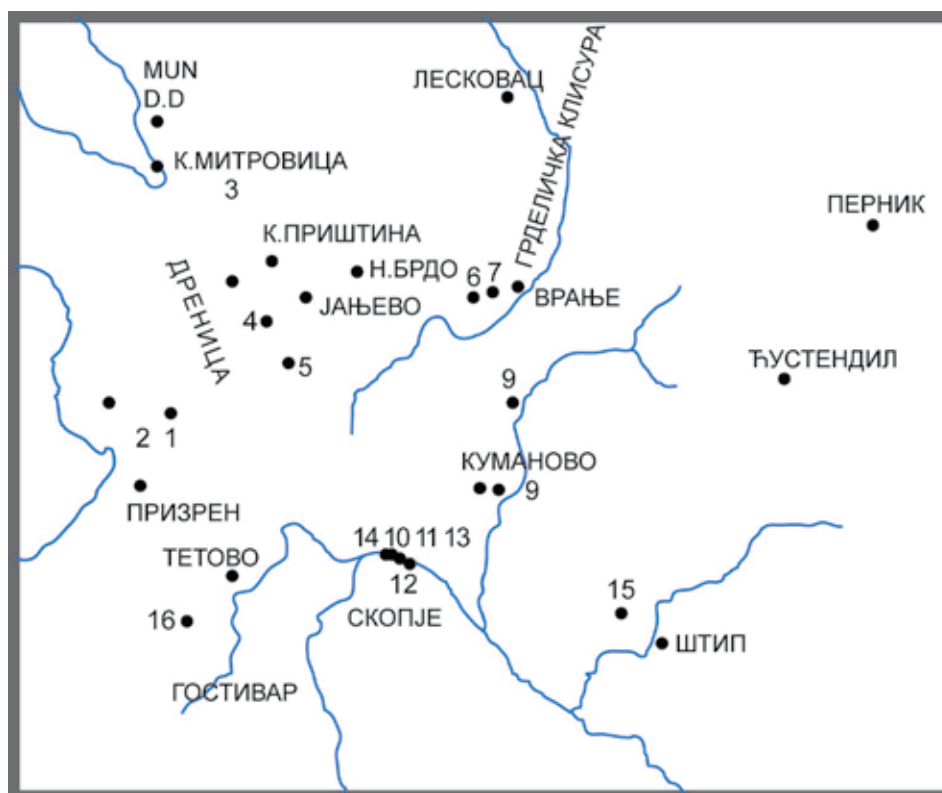 MUN
D.D
ЛЕСКОВАЦ
ГРДЕЛИЧКА КЛИСУРА
К.МИТРОВИЦА
3
ПЕРНИК
К.ПРИШТИНА
Н.БРДО
ДРЕНИЦА
ЈАЊЕВО
6 7
ВРАЊЕ
4
5
ЋУСТЕНДИЛ
9
2 1
КУМАНОВО
9
ПРИЗРЕН
14 10 11 13
ТЕТОВО
12
СКОПЈЕ
15
16
ШТИП
ГОСТИВАР